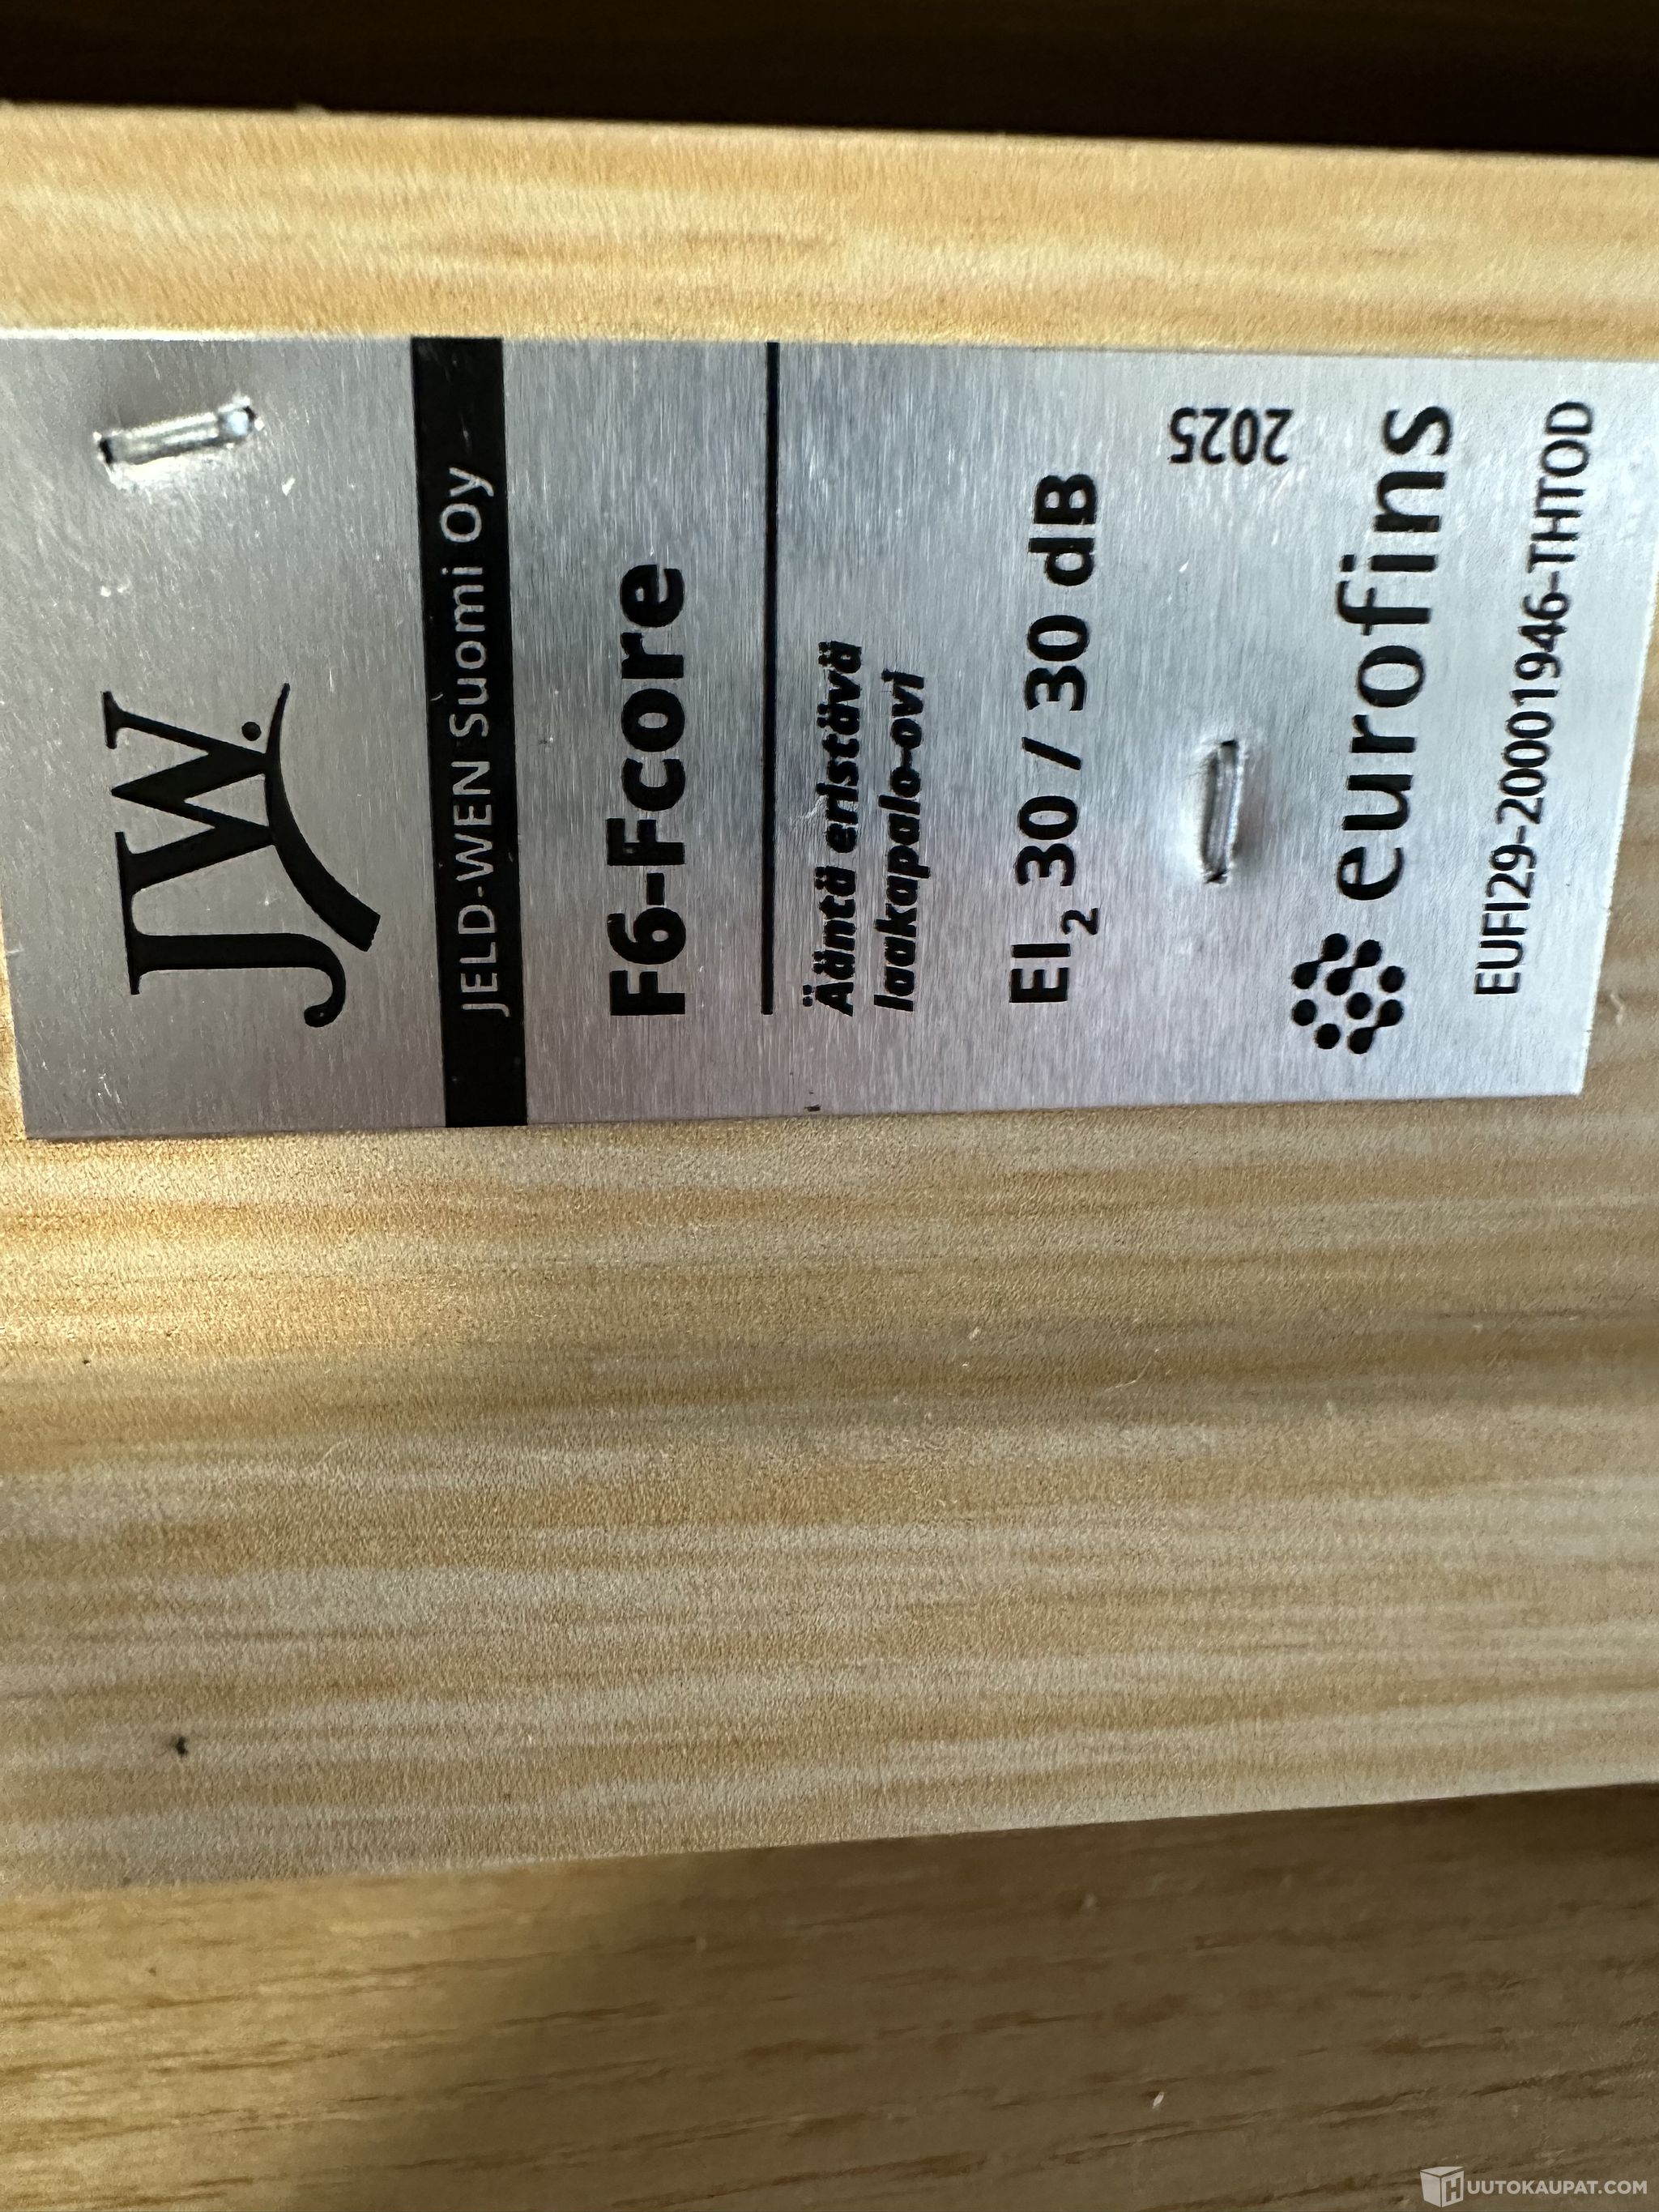 JW.
JELD-WEN Suomi Oy
F6-Fcore
Ääntä eristävä
laakapalo-ovi
EI₂ 30 / 30 dB
2025
eurofins
EUFI29-20001946-THTOD
HUUTOKAUPAT.COM